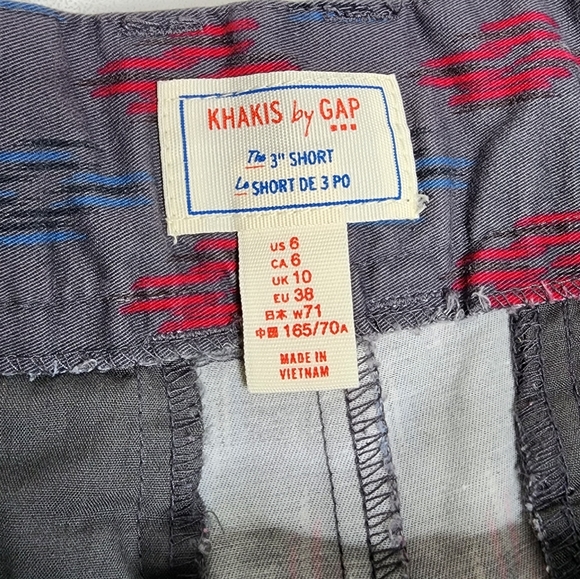 KHAKIS by GAP
The 3" SHORT
Le SHORT DE 3 PO
US 6
CA 6
UK 10
EU 38
日本 W71
中國 165/70A
MADE IN
VIETNAM